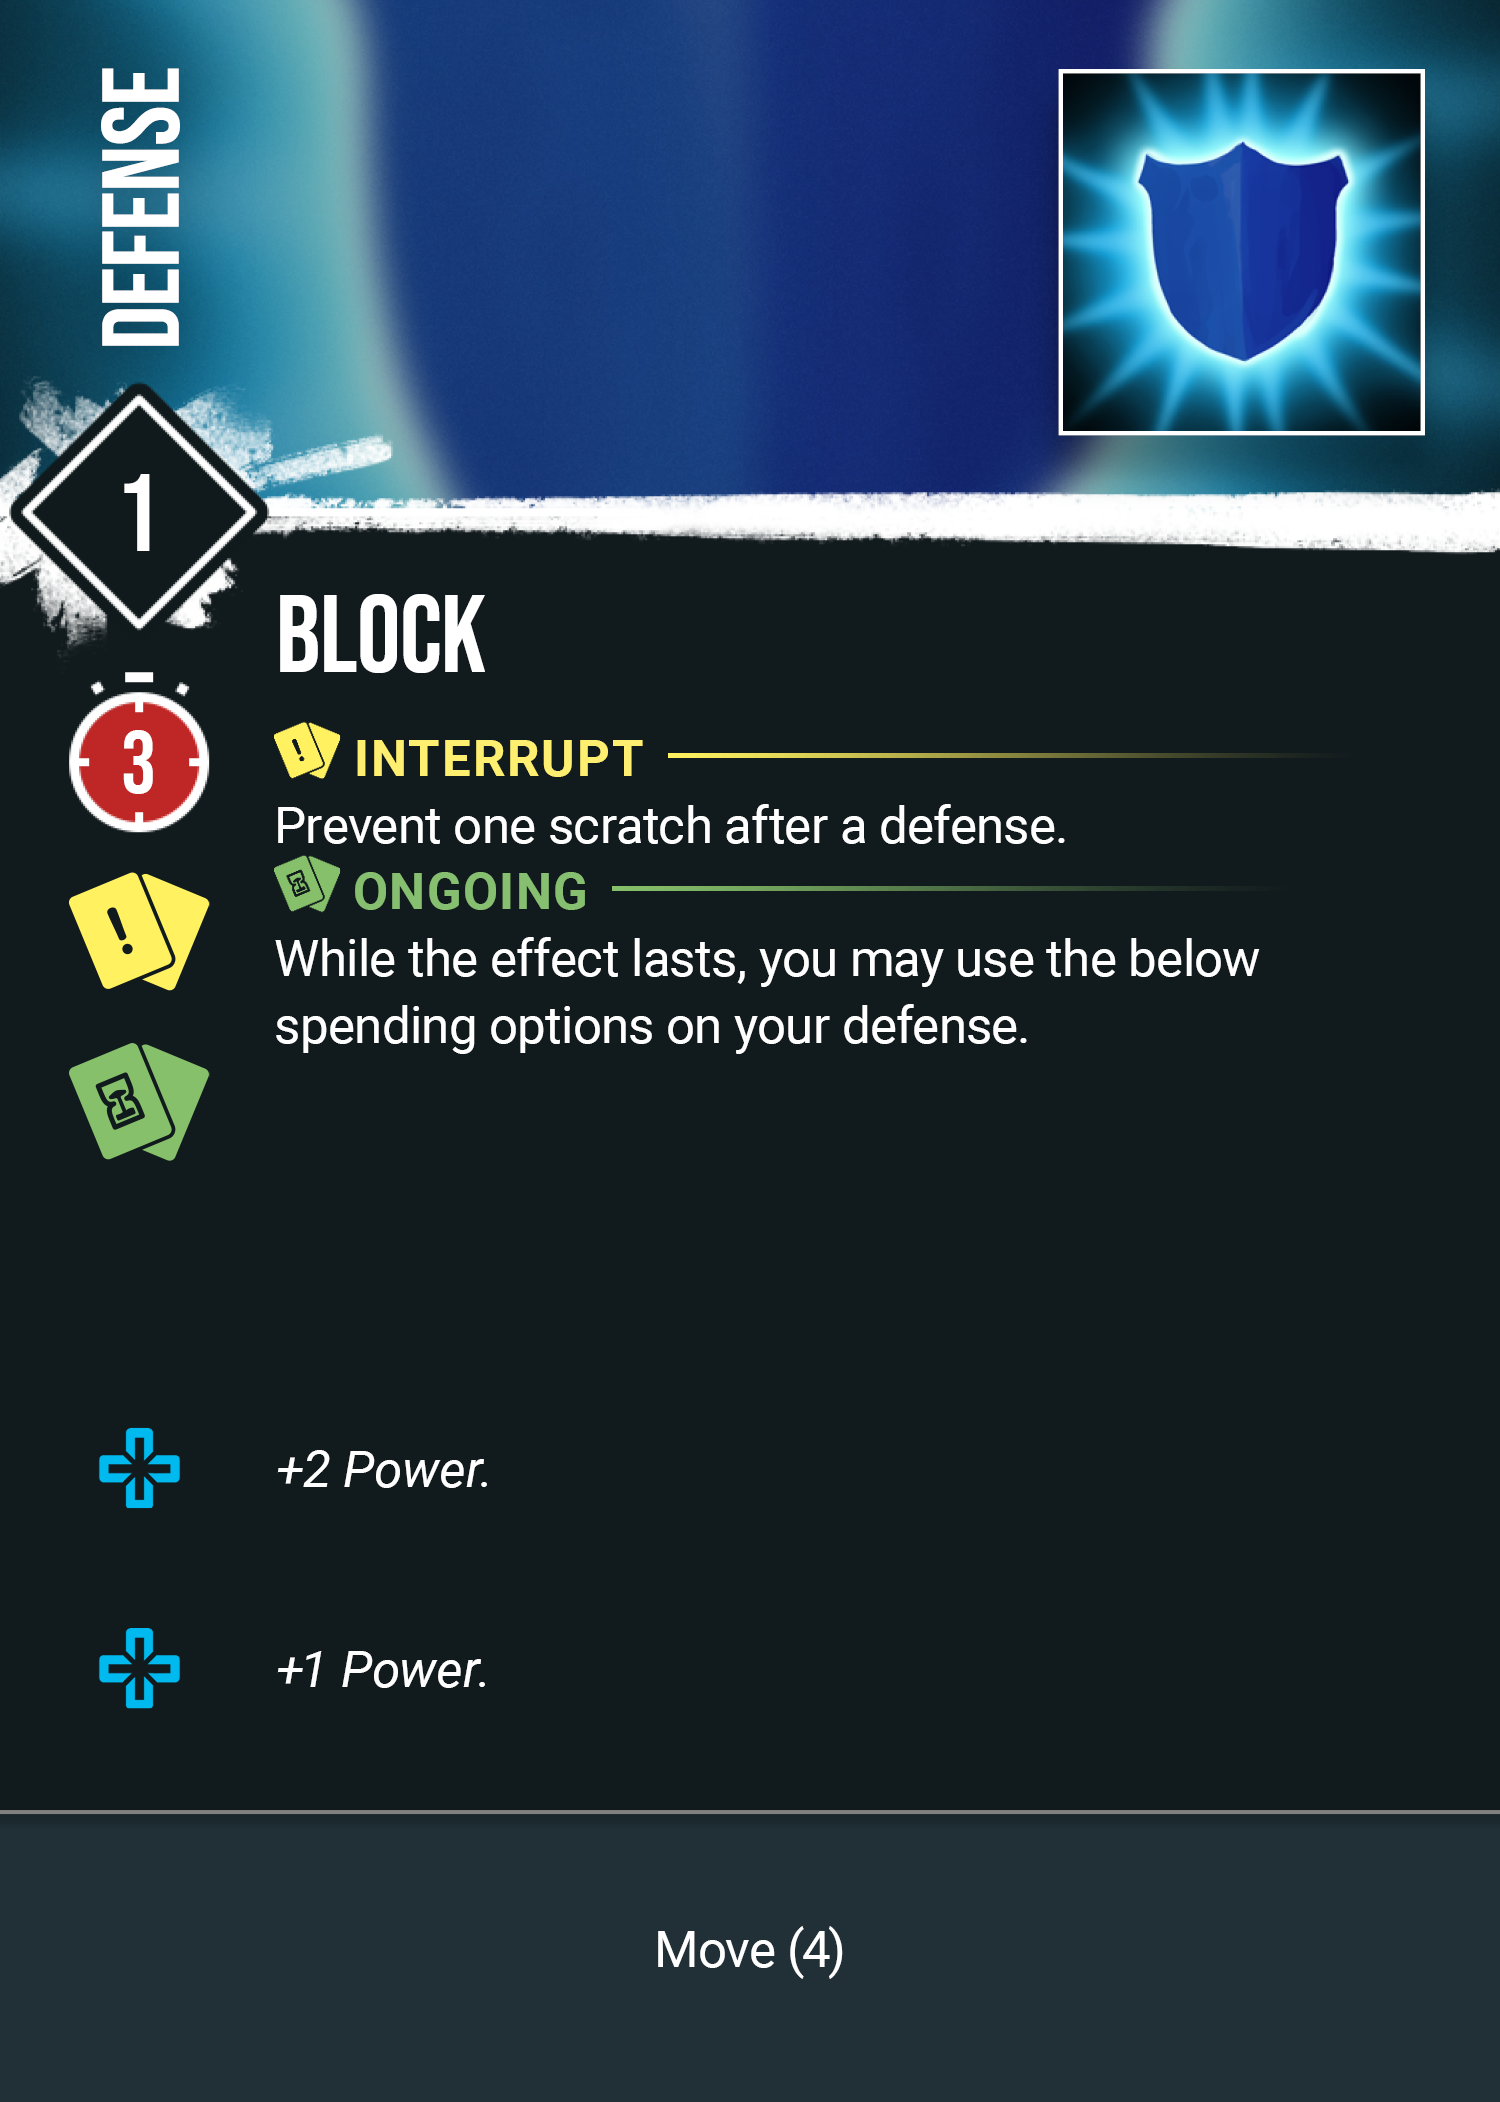 DEFENSE
1
BLOCK
3
! INTERRUPT
Prevent one scratch after a defense.
!
ONGOING
While the effect lasts, you may use the below
spending options on your defense.
+2 Power.
+1 Power.
Move (4)